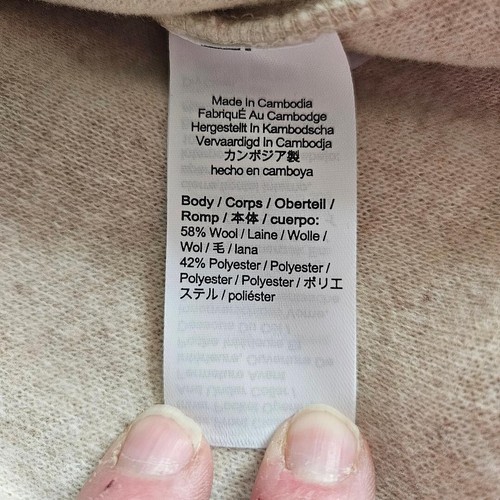 Made In Cambodia
FabriquÉ Au Cambodge
Hergestellt In Kambodscha
Vervaardigd In Cambodja
カンボジア製
hecho en camboya
Body / Corps / Oberteil /
Romp / 本体 / cuerpo:
58% Wool / Laine / Wolle /
Wol / 毛 / lana
42% Polyester / Polyester /
Polyester / Polyester / ポリエ
ステル / poliéster